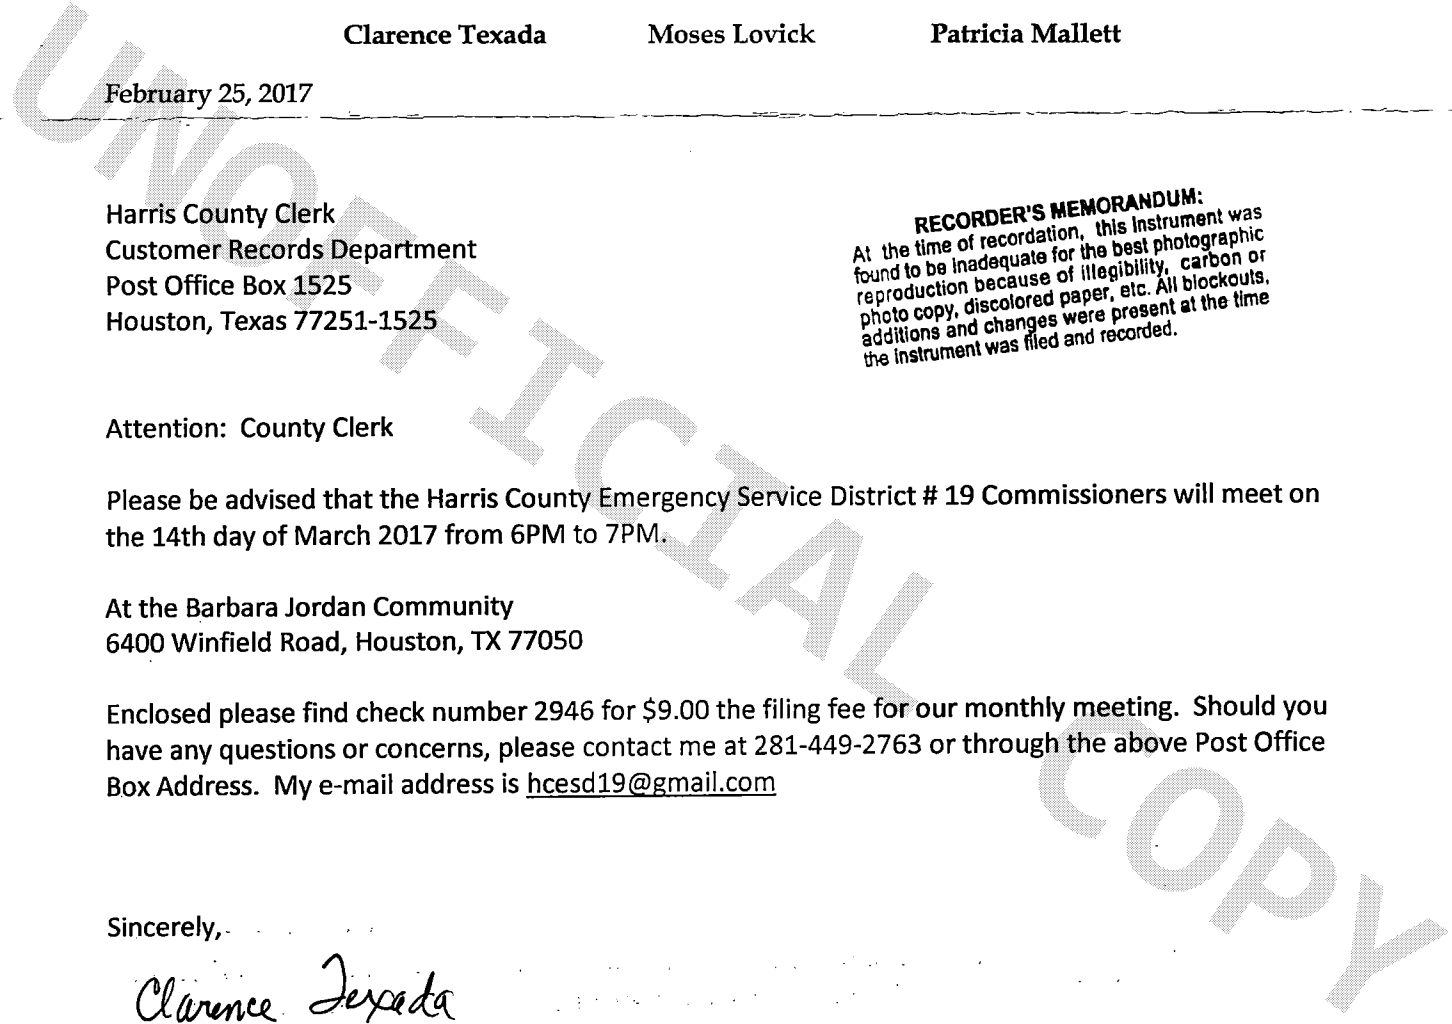 Clarence Texada Moses Lovick Patricia Mallett
February 25, 2017
Harris County Clerk
Customer Records Department
Post Office Box 1525
Houston, Texas 77251-1525
RECORDER'S MEMORANDUM:
At the time of recordation, this instrument was
found to be inadequate for the best photographic
reproduction because of illegibility, carbon or
photo copy, discolored paper, etc. All blockouts,
additions and changes were present at the time
the instrument was filed and recorded.
Attention: County Clerk
Please be advised that the Harris County Emergency Service District # 19 Commissioners will meet on
the 14th day of March 2017 from 6PM to 7PM.
At the Barbara Jordan Community
6400 Winfield Road, Houston, TX 77050
Enclosed please find check number 2946 for $9.00 the filing fee for our monthly meeting. Should you
have any questions or concerns, please contact me at 281-449-2763 or through the above Post Office
Box Address. My e-mail address is hcesd19@gmail.com
Sincerely,
Clarence Texada
UNOFFICIAL COPY